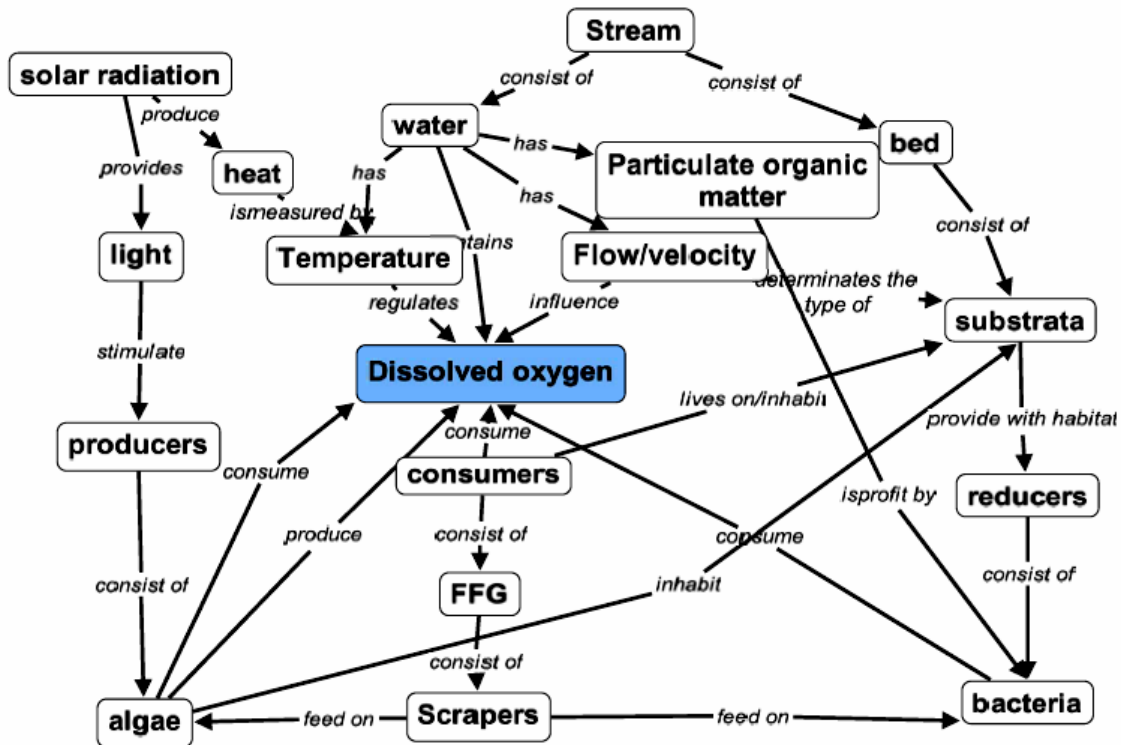 Stream
solar radiation
consist of
consist of
produce
water
has
bed
heat
Particulate organic
matter
provides
has
has
ismeasured by
consist of
light
Temperature
ntains
Flow/velocity
determinates the
type of
regulates
influence
substrata
stimulate
Dissolved oxygen
lives on/inhabit
provide with habitat
producers
consume
consume
consumers
isprofit by
reducers
produce
consist of
consume
consist of
inhabit
consist of
FFG
consist of
algae
feed on
Scrapers
feed on
bacteria